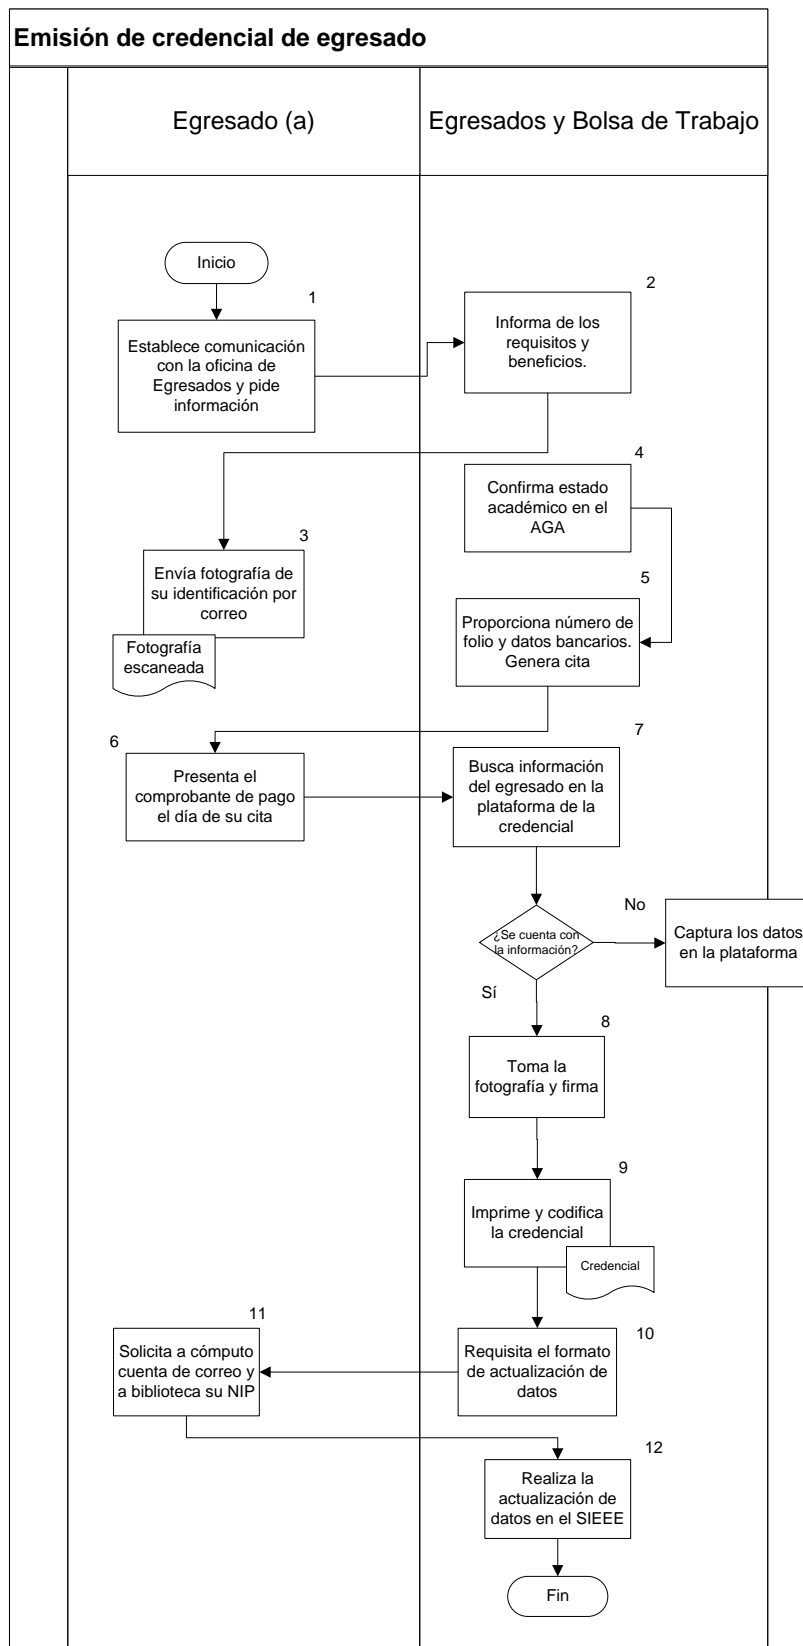 Emisión de credencial de egresado
Egresado (a)
Egresados y Bolsa de Trabajo
Inicio
1
Establece comunicación
con la oficina de
Egresados y pide
información
2
Informa de los
requisitos y
beneficios.
3
Envía fotografía de
su identificación por
correo
Fotografía
escaneada
4
Confirma estado
académico en el
AGA
5
Proporciona número de
folio y datos bancarios.
Genera cita
6
Presenta el
comprobante de pago
el día de su cita
7
Busca información
del egresado en la
plataforma de la
credencial
¿Se cuenta con
la información?
No
Captura los datos
en la plataforma
Sí
8
Toma la
fotografía y firma
9
Imprime y codifica
la credencial
Credencial
10
Requisita el formato
de actualización de
datos
11
Solicita a cómputo
cuenta de correo y
a biblioteca su NIP
12
Realiza la
actualización de
datos en el SIEEE
Fin